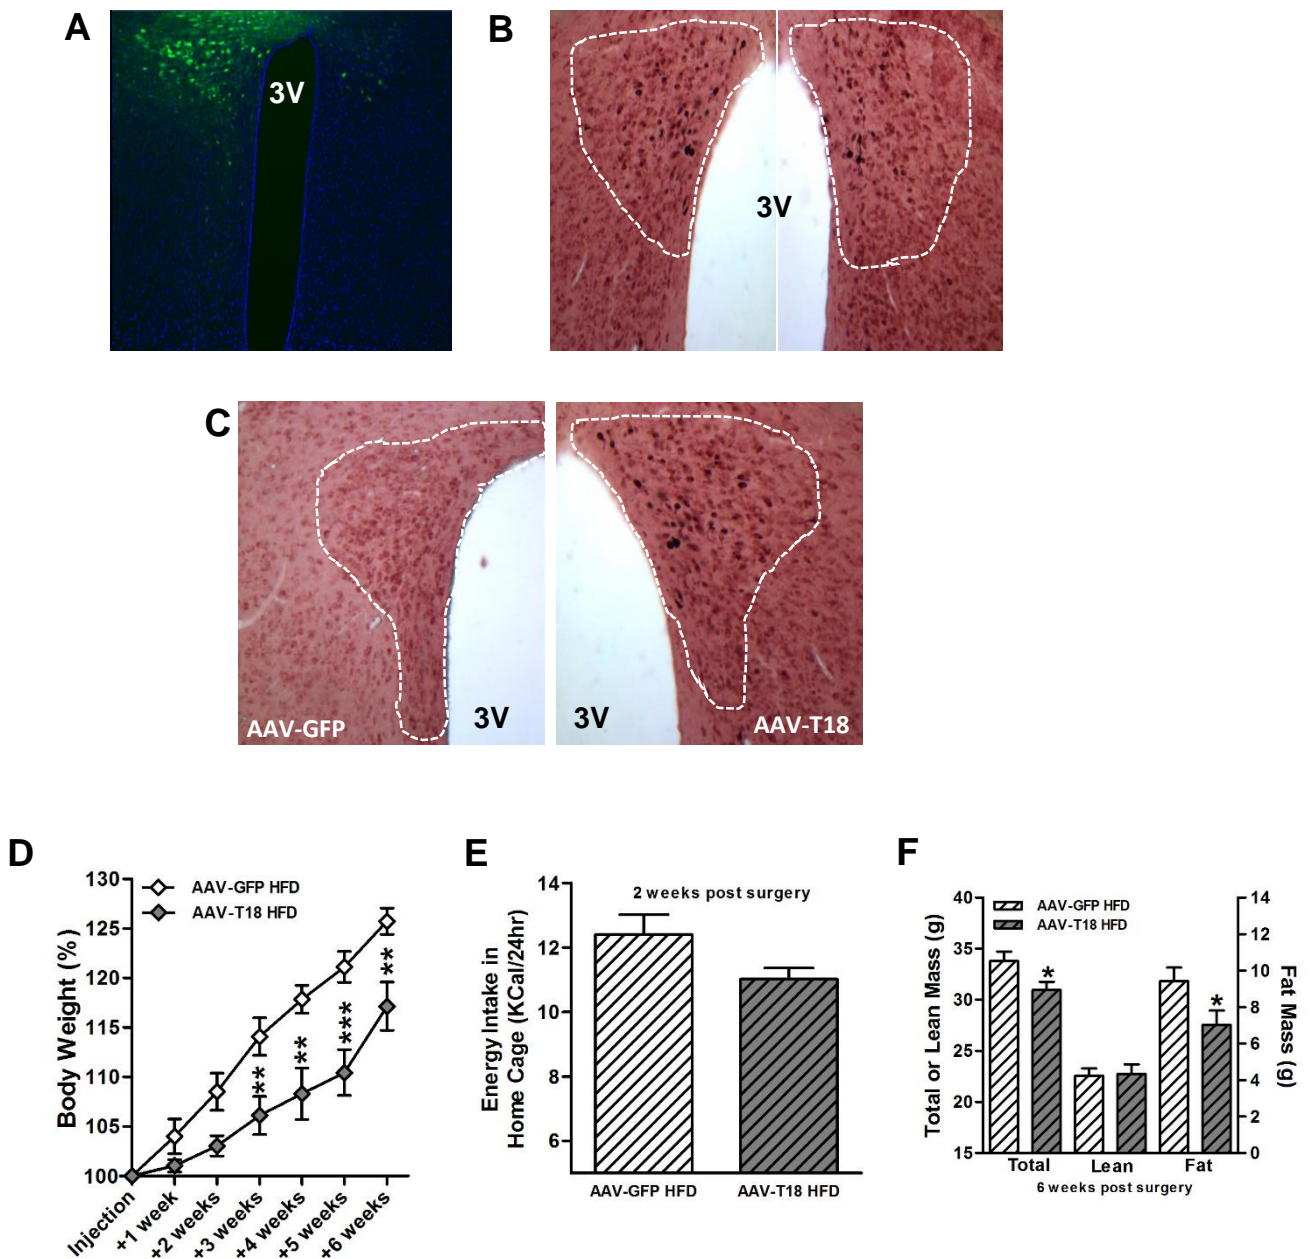 A
3V
B
3V
C
AAV-GFP
3V
3V
AAV-T18
D
Body Weight (%)
130
125
120
115
110
105
100
AAV-GFP HFD
AAV-T18 HFD
**
**
***
**
Injection
+1 week
+2 weeks
+3 weeks
+4 weeks
+5 weeks
+6 weeks
E
Energy Intake in
Home Cage (KCal/24hr)
14
12
10
8
6
2 weeks post surgery
AAV-GFP HFD
AAV-T18 HFD
F
Total or Lean Mass (g)
40
35
30
25
20
15
AAV-GFP HFD
AAV-T18 HFD
*
*
14
12
10
8
6
4
2
0
Fat Mass (g)
Total
Lean
Fat
6 weeks post surgery